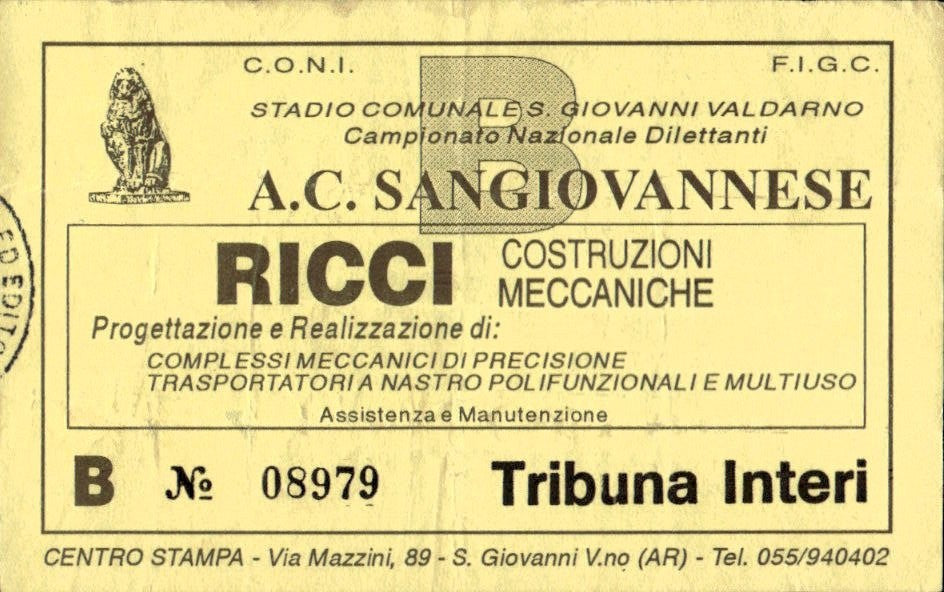 C.O.N.I. F.I.G.C.
B
STADIO COMUNALE S. GIOVANNI VALDARNO
Campionato Nazionale Dilettanti
A.C. SANGIOVANNESE
RICCI COSTRUZIONI
MECCANICHE
Progettazione e Realizzazione di:
COMPLESSI MECCANICI DI PRECISIONE
TRASPORTATORI A NASTRO POLIFUNZIONALI E MULTIUSO
Assistenza e Manutenzione
B № 08979 Tribuna Interi
CENTRO STAMPA - Via Mazzini, 89 - S. Giovanni V.no (AR) - Tel. 055/940402